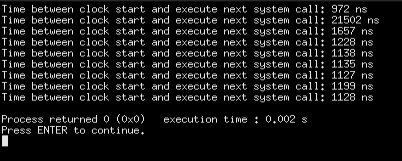 Time between clock start and execute next system call: 972 ns
Time between clock start and execute next system call: 21502 ns
Time between clock start and execute next system call: 1657 ns
Time between clock start and execute next system call: 1228 ns
Time between clock start and execute next system call: 1138 ns
Time between clock start and execute next system call: 1135 ns
Time between clock start and execute next system call: 1127 ns
Time between clock start and execute next system call: 1199 ns
Time between clock start and execute next system call: 1128 ns
Process returned 0 (0x0)   execution time : 0.002 s
Press ENTER to continue.